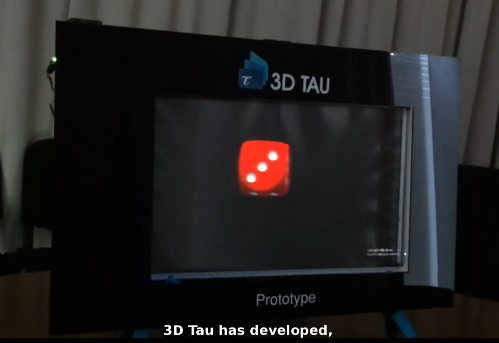 τ
3D TAU
Prototype
3D Tau has developed,